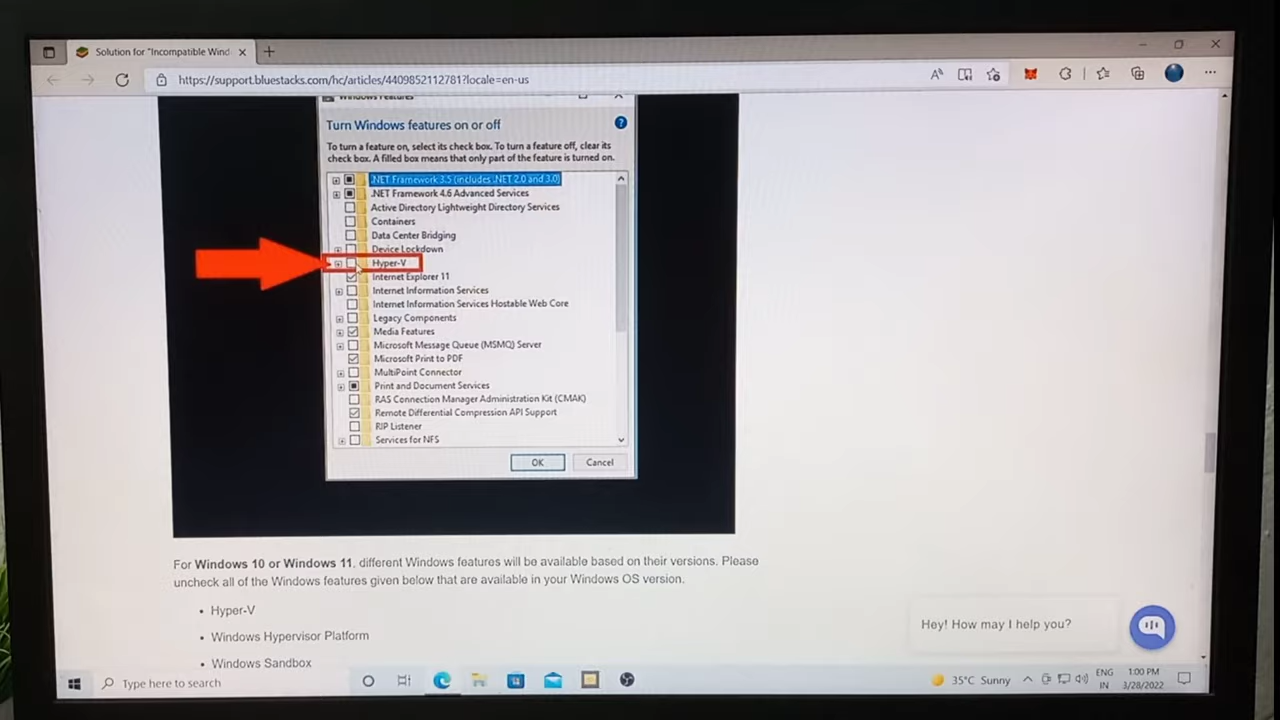 Solution for "Incompatible Wind
https://support.bluestacks.com/hc/articles/4409852112781?locale=en-us
Windows Features
Turn Windows features on or off
To turn a feature on, select its check box. To turn a feature off, clear its
check box. A filled box means that only part of the feature is turned on.
.NET Framework 3.5 (includes .NET 2.0 and 3.0)
.NET Framework 4.6 Advanced Services
Active Directory Lightweight Directory Services
Containers
Data Center Bridging
Device Lockdown
Hyper-V
Internet Explorer 11
Internet Information Services
Internet Information Services Hostable Web Core
Legacy Components
Media Features
Microsoft Message Queue (MSMQ) Server
Microsoft Print to PDF
MultiPoint Connector
Print and Document Services
RAS Connection Manager Administration Kit (CMAK)
Remote Differential Compression API Support
RIP Listener
Services for NFS
OK Cancel
For Windows 10 or Windows 11, different Windows features will be available based on their versions. Please
uncheck all of the Windows features given below that are available in your Windows OS version.
• Hyper-V
• Windows Hypervisor Platform
• Windows Sandbox
Hey! How may I help you?
Type here to search
35°C Sunny
ENG
IN
1:00 PM
3/28/2022